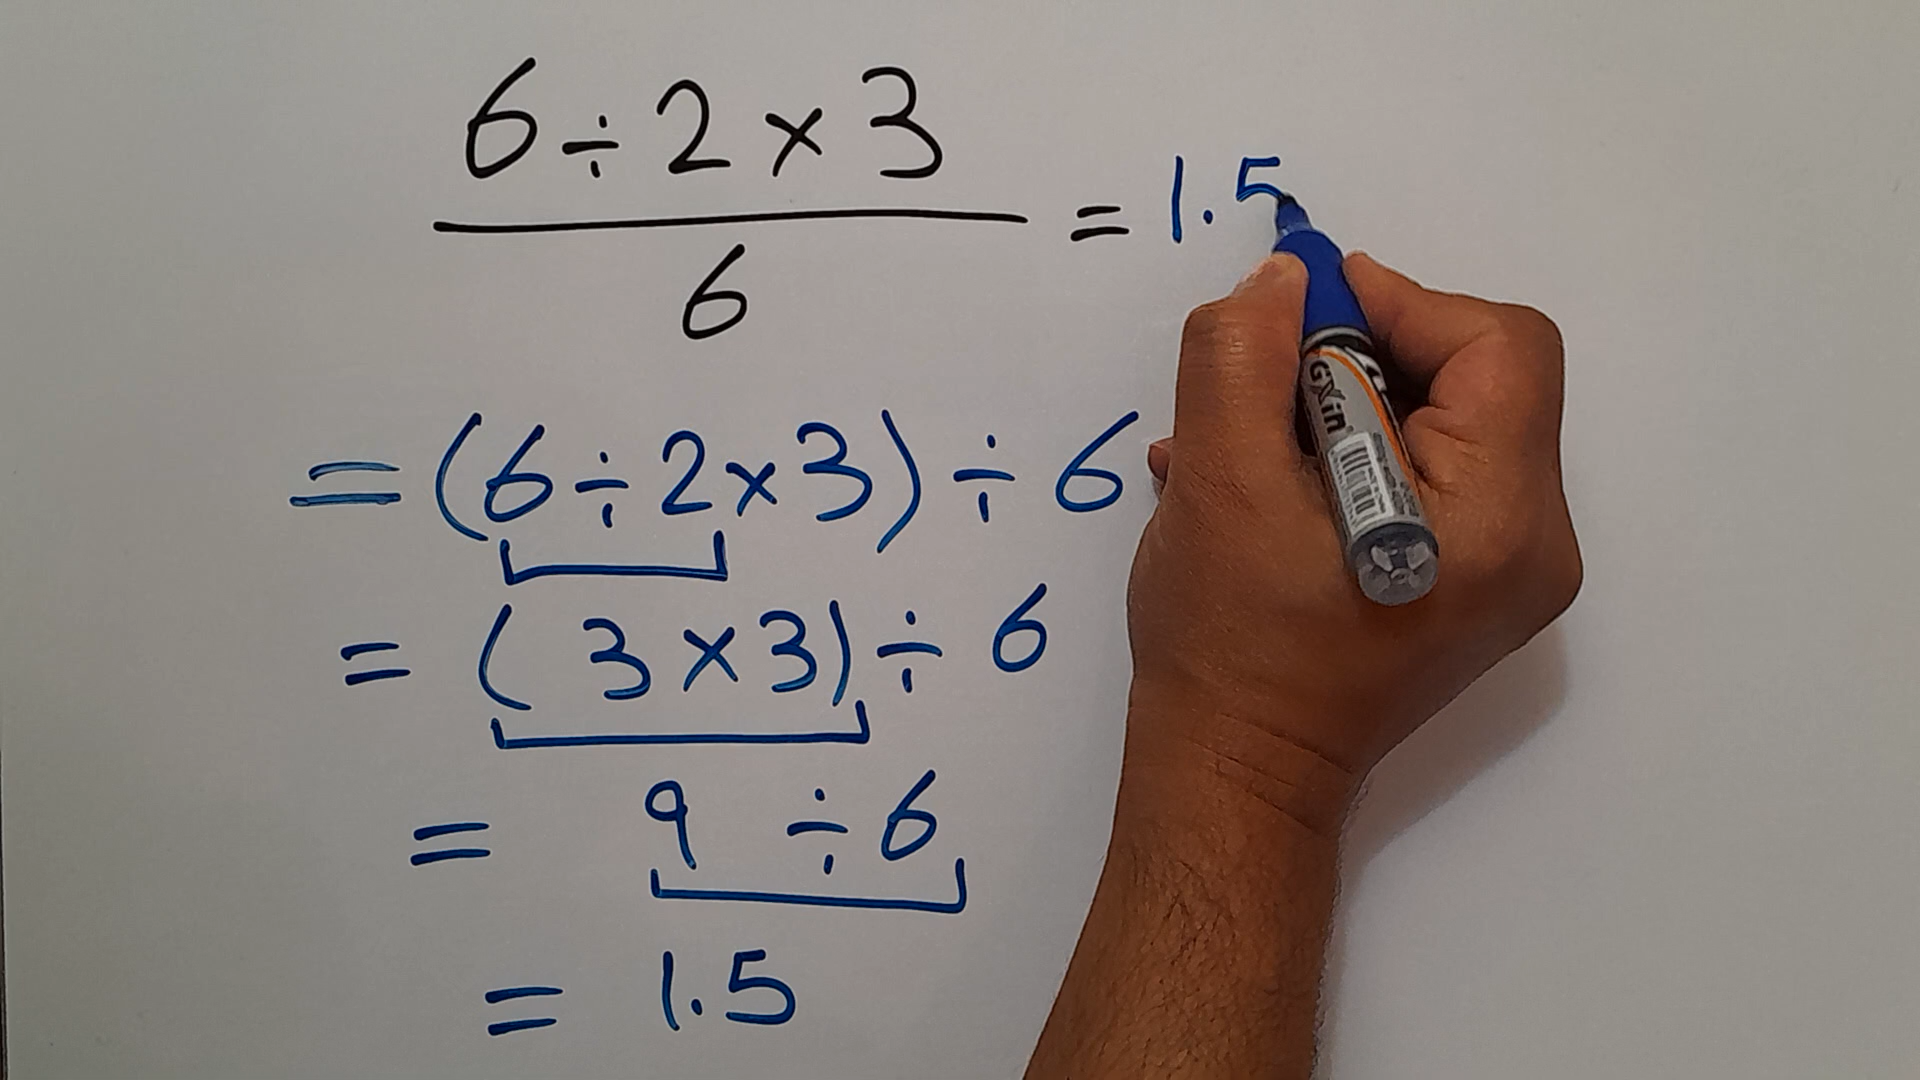 6 ÷ 2 × 3
6
= 1.5
= (6 ÷ 2 × 3) ÷ 6
= (3 × 3) ÷ 6
= 9 ÷ 6
= 1.5
GXin